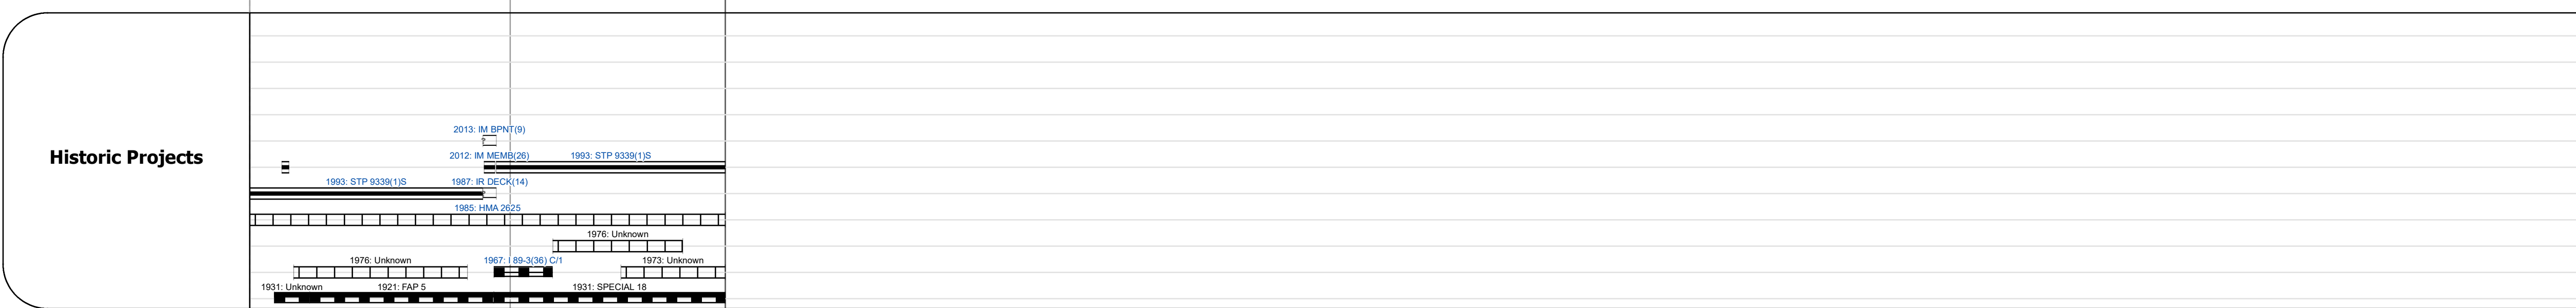 Historic Projects
2013: IM BPNT(9)
2012: IM MEMB(26) 1993: STP 9339(1)S
1993: STP 9339(1)S 1987: IR DECK(14)
1985: HMA 2625
1976: Unknown
1976: Unknown 1967: I 89-3(36) C/1 1973: Unknown
1931: Unknown 1921: FAP 5 1931: SPECIAL 18